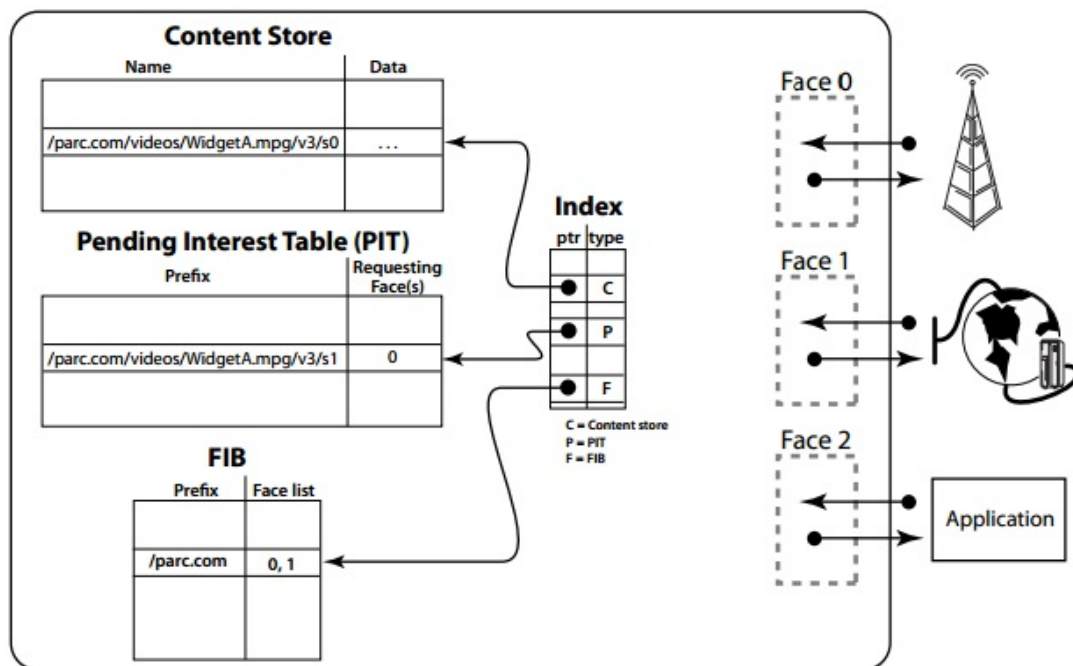 Content Store
Name Data
/parc.com/videos/WidgetA.mpg/v3/s0 ...
Pending Interest Table (PIT)
Prefix Requesting Face(s)
/parc.com/videos/WidgetA.mpg/v3/s1 0
FIB
Prefix Face list
/parc.com 0, 1
Index
ptr type
C
P
F
C = Content store
P = PIT
F = FIB
Face 0
Face 1
Face 2
Application